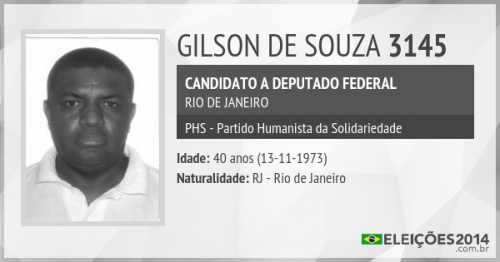 GILSON DE SOUZA 3145
CANDIDATO A DEPUTADO FEDERAL
RIO DE JANEIRO
PHS - Partido Humanista da Solidariedade
Idade: 40 anos (13-11-1973)
Naturalidade: RJ - Rio de Janeiro
ELEIÇÕES2014
.com.br